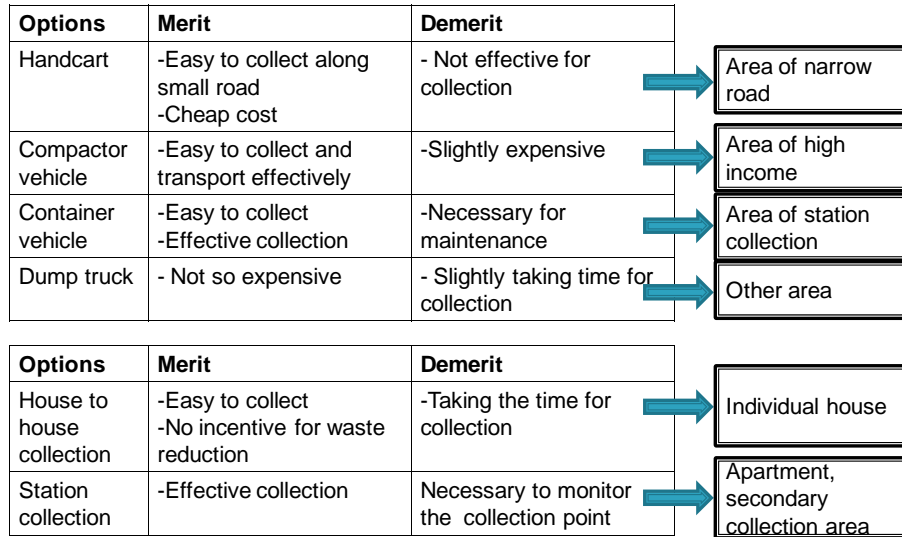 Options Merit Demerit
Handcart -Easy to collect along - Not effective for Area of narrow
small road collection road
-Cheap cost
Compactor -Easy to collect and -Slightly expensive Area of high
vehicle transport effectively income
Container -Easy to collect -Necessary for Area of station
vehicle -Effective collection maintenance collection
Dump truck - Not so expensive - Slightly taking time for Other area
collection
Options Merit Demerit
House to -Easy to collect -Taking the time for Individual house
house -No incentive for waste collection
collection reduction
Station -Effective collection Necessary to monitor Apartment,
collection the collection point secondary
collection area